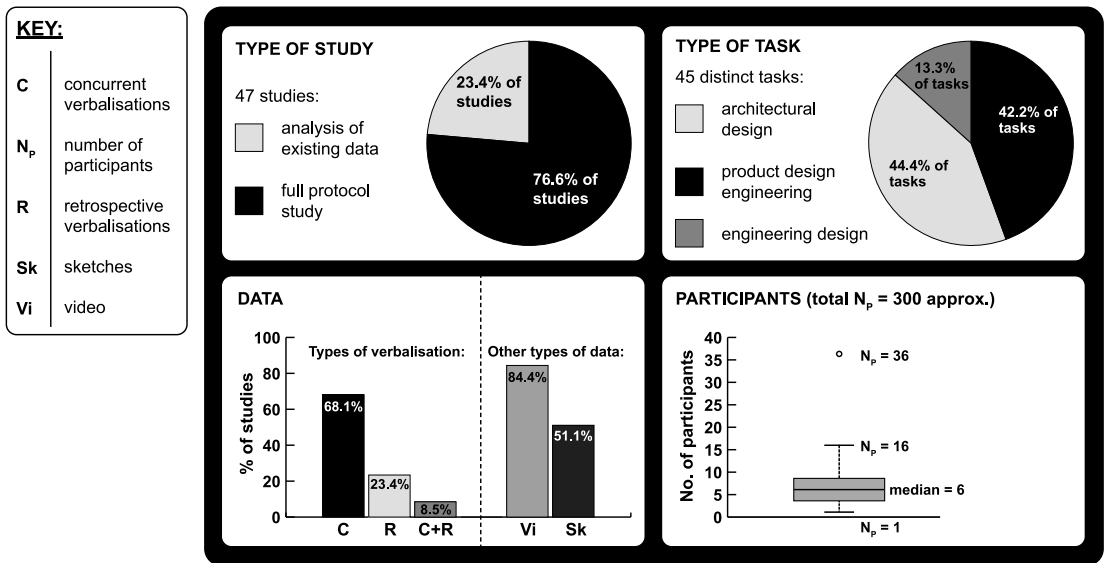 KEY:
C concurrent
verbalisations
Nₚ number of
participants
R retrospective
verbalisations
Sk sketches
Vi video
TYPE OF STUDY
47 studies:
analysis of
existing data
full protocol
study
23.4% of
studies
76.6% of
studies
TYPE OF TASK
45 distinct tasks:
architectural
design
product design
engineering
engineering design
13.3%
of tasks
42.2% of
tasks
44.4% of
tasks
DATA
Types of verbalisation:
Other types of data:
% of studies
100
80
60
40
20
0
68.1%
23.4%
8.5%
84.4%
51.1%
C R C+R Vi Sk
PARTICIPANTS (total Nₚ = 300 approx.)
No. of participants
40
35
30
25
20
15
10
5
0
Nₚ = 36
Nₚ = 16
median = 6
Nₚ = 1